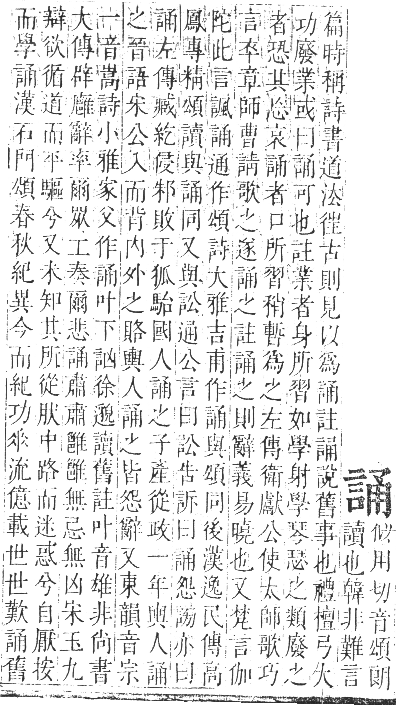 誦
似用切音頌朗
讀也韓非難言
篇時稱詩書道法徃古則見以爲誦註誦說舊事也禮檀弓大
功廢業或曰誦可也註業者身所習如學射學琴瑟之類廢之
者恐其忘哀誦者口所習稍暫爲之左傳衛獻公使太師歌巧
言卒章師曹請歌之遂誦之註誦之則辭義易曉也又梵言伽
陀此言諷誦通作頌詩大雅吉甫作誦與頌同後漢逸民傳高
鳳專精頌讀與誦同又與訟通公言曰訟告訴曰誦怨謗亦曰
誦左傳臧紇侵邾敗于狐駘國人誦之子產從政一年輿人誦
之晉語宋公入而背內外之賂輿人誦之皆怨辭又東韻音宗
一音嵩詩小雅家父作誦叶下訩徐邈讀舊註叶音雄非尚書
大傳辟廱辭率爾眾工奏爾悲誦肅肅雝雝無忌無凶宋玉九
辯欲循道而平驅兮又未知其所從肰中路而迷惑兮自厭按
而學誦漢石門頌春秋紀異今而紀功垂流億載世世歎誦舊